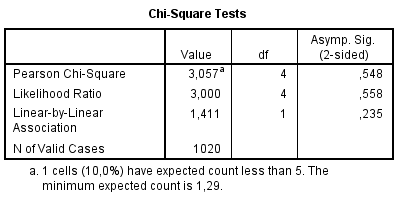 Chi-Square Tests
Value df Asymp. Sig. (2-sided)
Pearson Chi-Square 3,057a 4 ,548
Likelihood Ratio 3,000 4 ,558
Linear-by-Linear Association 1,411 1 ,235
N of Valid Cases 1020
a. 1 cells (10,0%) have expected count less than 5. The
minimum expected count is 1,29.